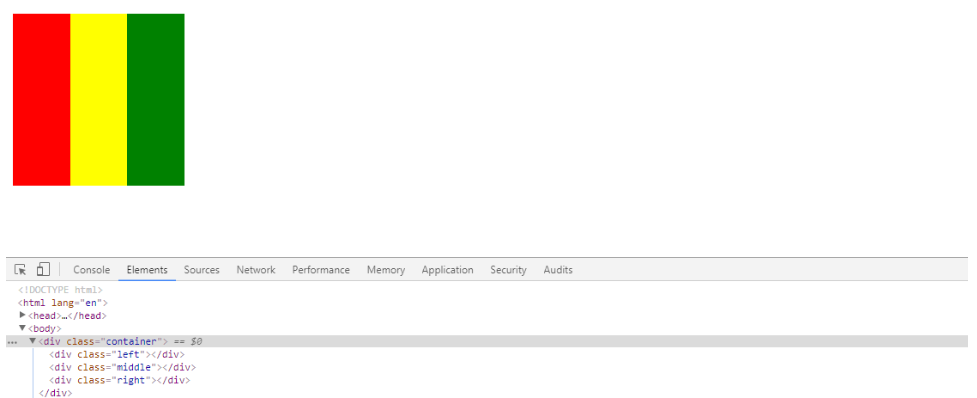 Console Elements Sources Network Performance Memory Application Security Audits
<!DOCTYPE html>
<html lang="en">
▶<head>…</head>
▼<body>
… ▼<div class="container"> == $0
<div class="left"></div>
<div class="middle"></div>
<div class="right"></div>
</div>